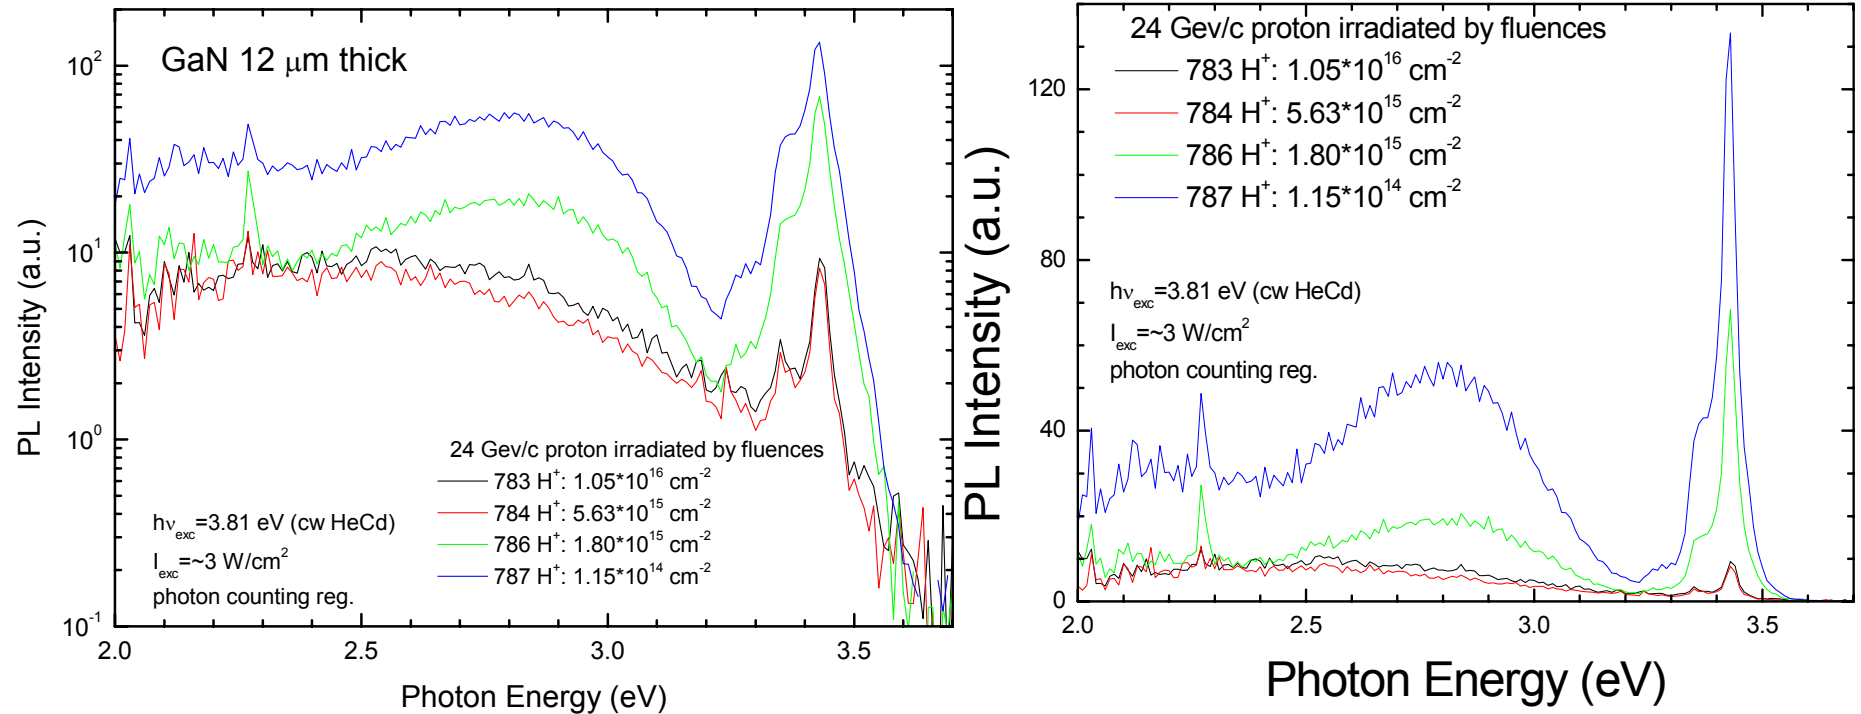 GaN 12 μm thick
10²
10¹
10⁰
10⁻¹
PL Intensity (a.u.)
24 Gev/c proton irradiated by fluences
783 H⁺: 1.05*10¹⁶ cm⁻²
784 H⁺: 5.63*10¹⁵ cm⁻²
786 H⁺: 1.80*10¹⁵ cm⁻²
787 H⁺: 1.15*10¹⁴ cm⁻²
hνexc=3.81 eV (cw HeCd)
Iexc=~3 W/cm²
photon counting reg.
2.0 2.5 3.0 3.5
Photon Energy (eV)
24 Gev/c proton irradiated by fluences
783 H⁺: 1.05*10¹⁶ cm⁻²
784 H⁺: 5.63*10¹⁵ cm⁻²
786 H⁺: 1.80*10¹⁵ cm⁻²
787 H⁺: 1.15*10¹⁴ cm⁻²
120
80
40
0
PL Intensity (a.u.)
hνexc=3.81 eV (cw HeCd)
Iexc=~3 W/cm²
photon counting reg.
2.0 2.5 3.0 3.5
Photon Energy (eV)